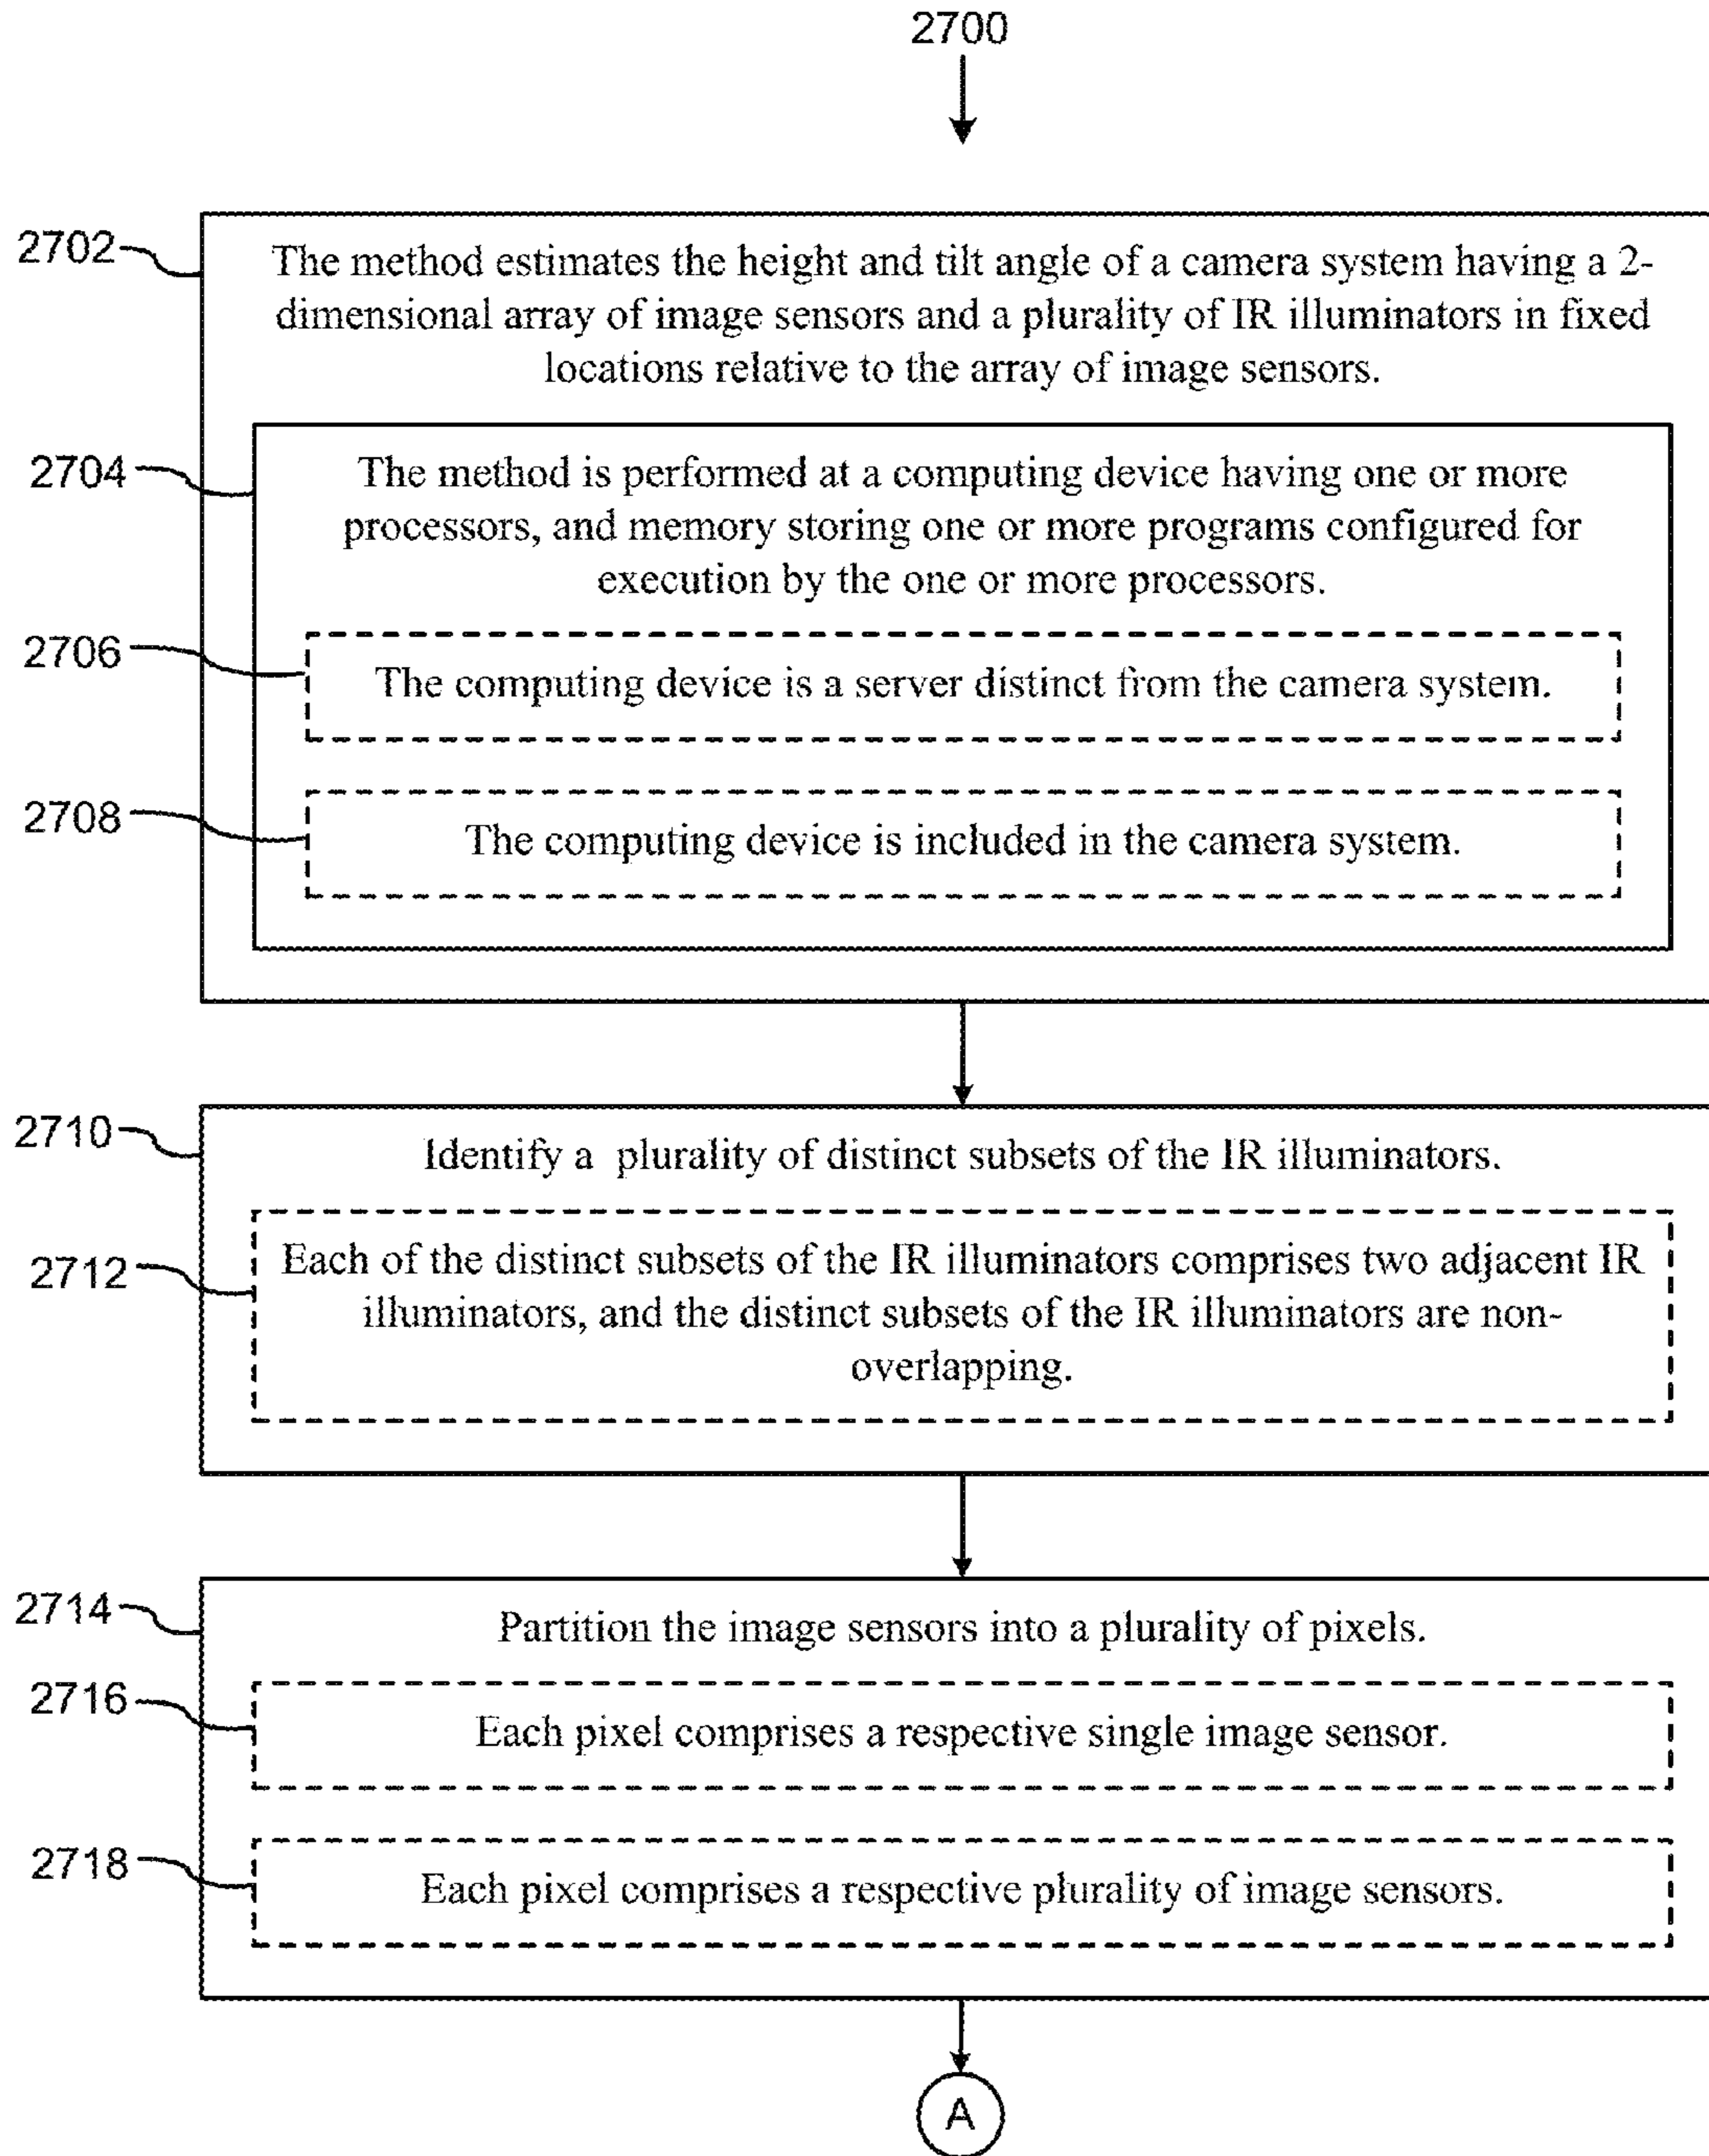 2700
2702
The method estimates the height and tilt angle of a camera system having a 2-
dimensional array of image sensors and a plurality of IR illuminators in fixed
locations relative to the array of image sensors.
2704
The method is performed at a computing device having one or more
processors, and memory storing one or more programs configured for
execution by the one or more processors.
2706
The computing device is a server distinct from the camera system.
2708
The computing device is included in the camera system.
2710
Identify a plurality of distinct subsets of the IR illuminators.
2712
Each of the distinct subsets of the IR illuminators comprises two adjacent IR
illuminators, and the distinct subsets of the IR illuminators are non-
overlapping.
2714
Partition the image sensors into a plurality of pixels.
2716
Each pixel comprises a respective single image sensor.
2718
Each pixel comprises a respective plurality of image sensors.
A